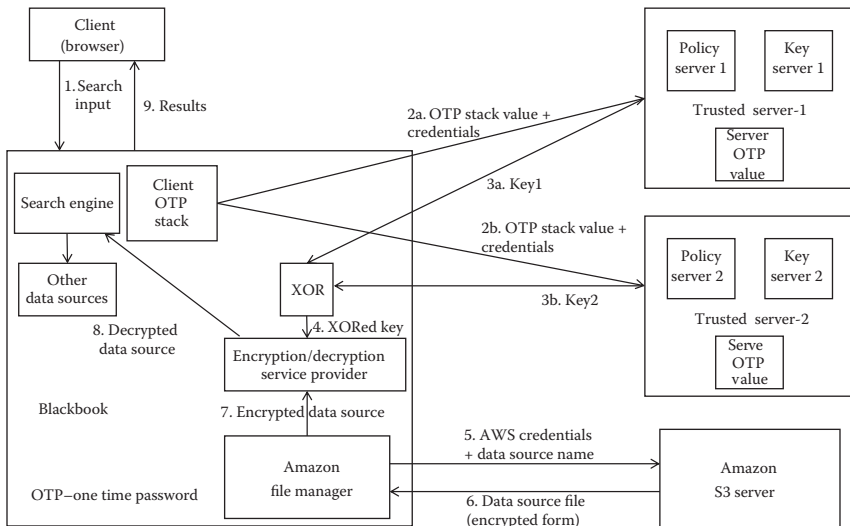 Client
(browser)
1. Search
input
9. Results
2a. OTP stack value +
credentials
3a. Key1
Policy
server 1
Key
server 1
Trusted server-1
Server
OTP
value
Search engine
Client
OTP
stack
2b. OTP stack value +
credentials
Other
data sources
XOR
3b. Key2
Policy
server 2
Key
server 2
Trusted server-2
Serve
OTP
value
8. Decrypted
data source
4. XORed key
Encryption/decryption
service provider
Blackbook
7. Encrypted data source
5. AWS credentials
+ data source name
Amazon
file manager
Amazon
S3 server
OTP–one time password
6. Data source file
(encrypted form)